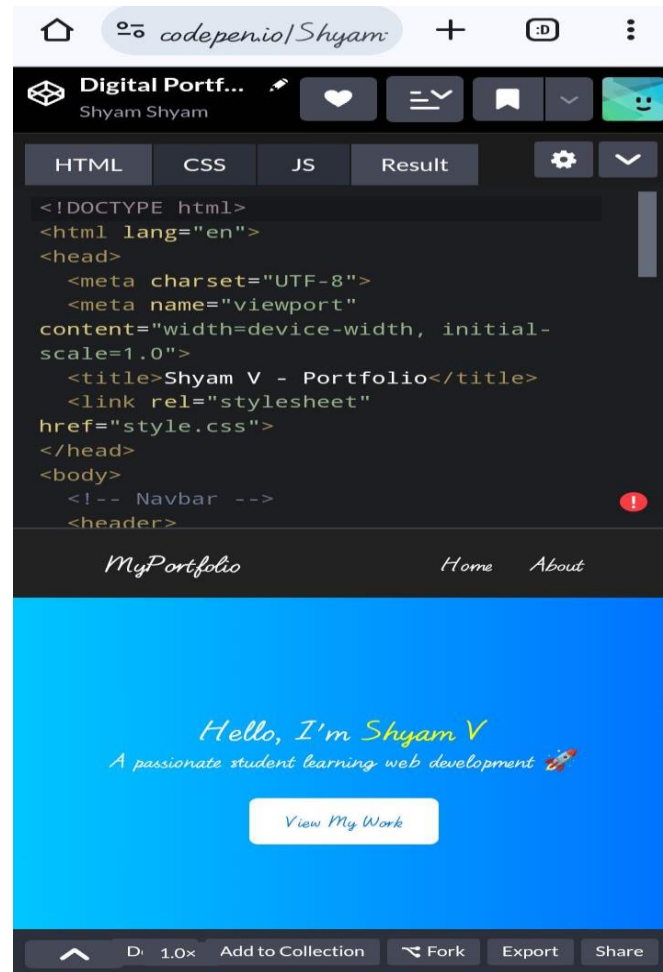 codepen.io/Shyam
:D
Digital Portf...
Shyam Shyam
HTML CSS JS Result
<!DOCTYPE html>
<html lang="en">
<head>
<meta charset="UTF-8">
<meta name="viewport"
content="width=device-width, initial-
scale=1.0">
<title>Shyam V - Portfolio</title>
<link rel="stylesheet"
href="style.css">
</head>
<body>
<!-- Navbar -->
<header>
MyPortfolio Home About
Hello, I'm Shyam V
A passionate student learning web development 🚀
View My Work
1.0× Add to Collection Fork Export Share